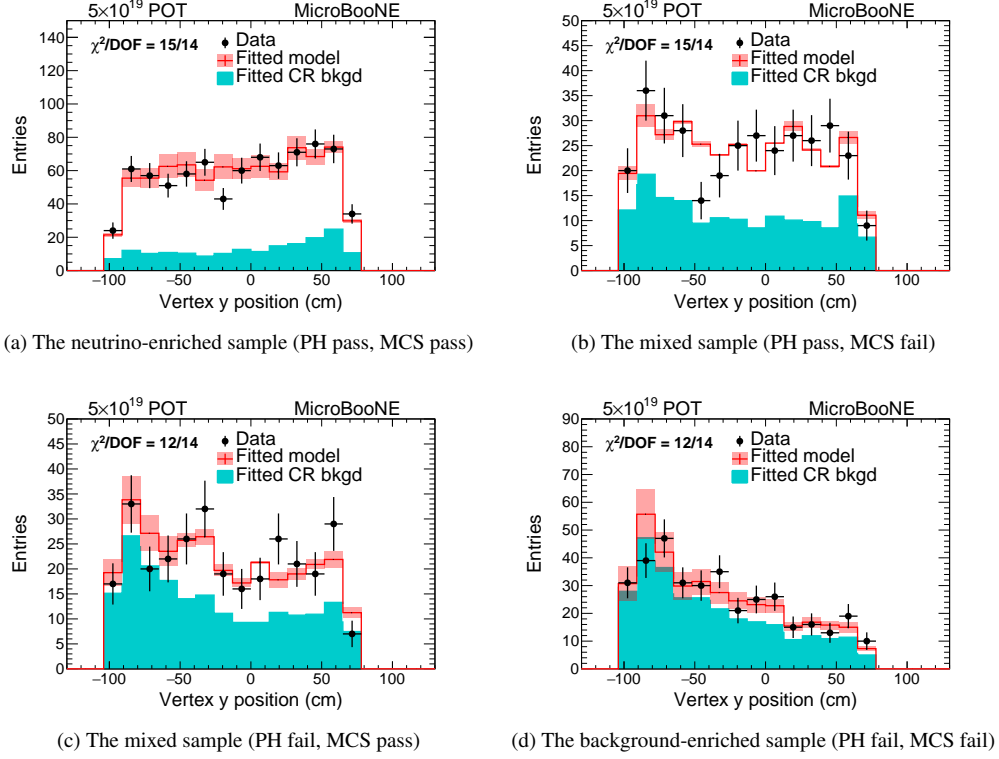 5×10¹⁹ POT MicroBooNE
χ²/DOF = 15/14
Data
Fitted model
Fitted CR bkgd
Entries
140
120
100
80
60
40
20
0
−100 −50 0 50 100
Vertex y position (cm)
(a) The neutrino-enriched sample (PH pass, MCS pass)
5×10¹⁹ POT MicroBooNE
χ²/DOF = 15/14
Data
Fitted model
Fitted CR bkgd
Entries
50
45
40
35
30
25
20
15
10
5
0
−100 −50 0 50 100
Vertex y position (cm)
(b) The mixed sample (PH pass, MCS fail)
5×10¹⁹ POT MicroBooNE
χ²/DOF = 12/14
Data
Fitted model
Fitted CR bkgd
Entries
50
45
40
35
30
25
20
15
10
5
0
−100 −50 0 50 100
Vertex y position (cm)
(c) The mixed sample (PH fail, MCS pass)
5×10¹⁹ POT MicroBooNE
χ²/DOF = 12/14
Data
Fitted model
Fitted CR bkgd
Entries
90
80
70
60
50
40
30
20
10
0
−100 −50 0 50 100
Vertex y position (cm)
(d) The background-enriched sample (PH fail, MCS fail)